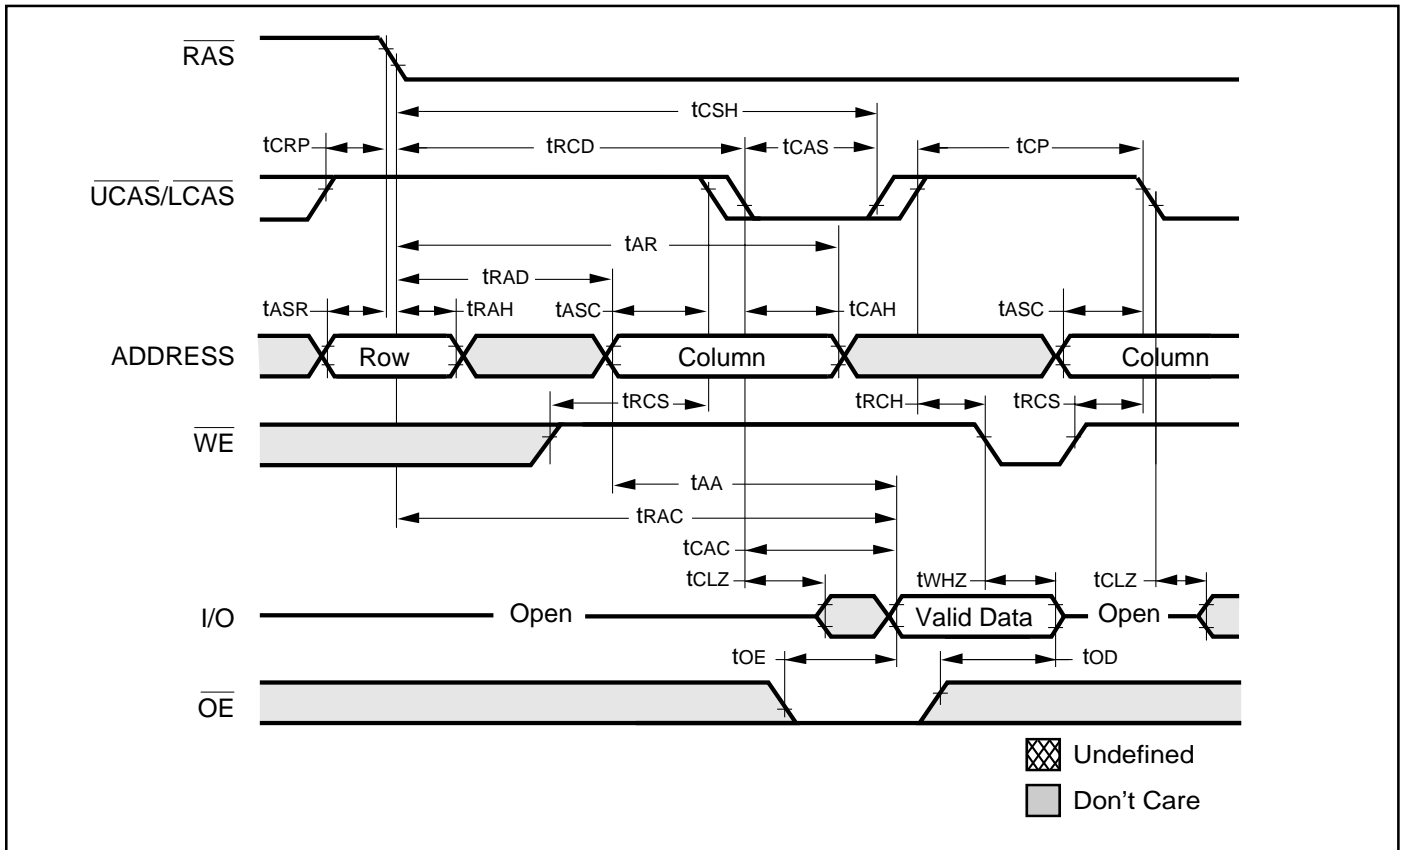 RAS
tCSH
tCRP
tRCD
tCAS
tCP
UCAS/LCAS
tAR
tRAD
tASR
tRAH
tASC
tCAH
tASC
ADDRESS
Row
Column
Column
tRCS
tRCH
tRCS
WE
tAA
tRAC
tCAC
tCLZ
tWHZ
tCLZ
I/O
Open
Valid Data
Open
tOE
tOD
OE
Undefined
Don't Care